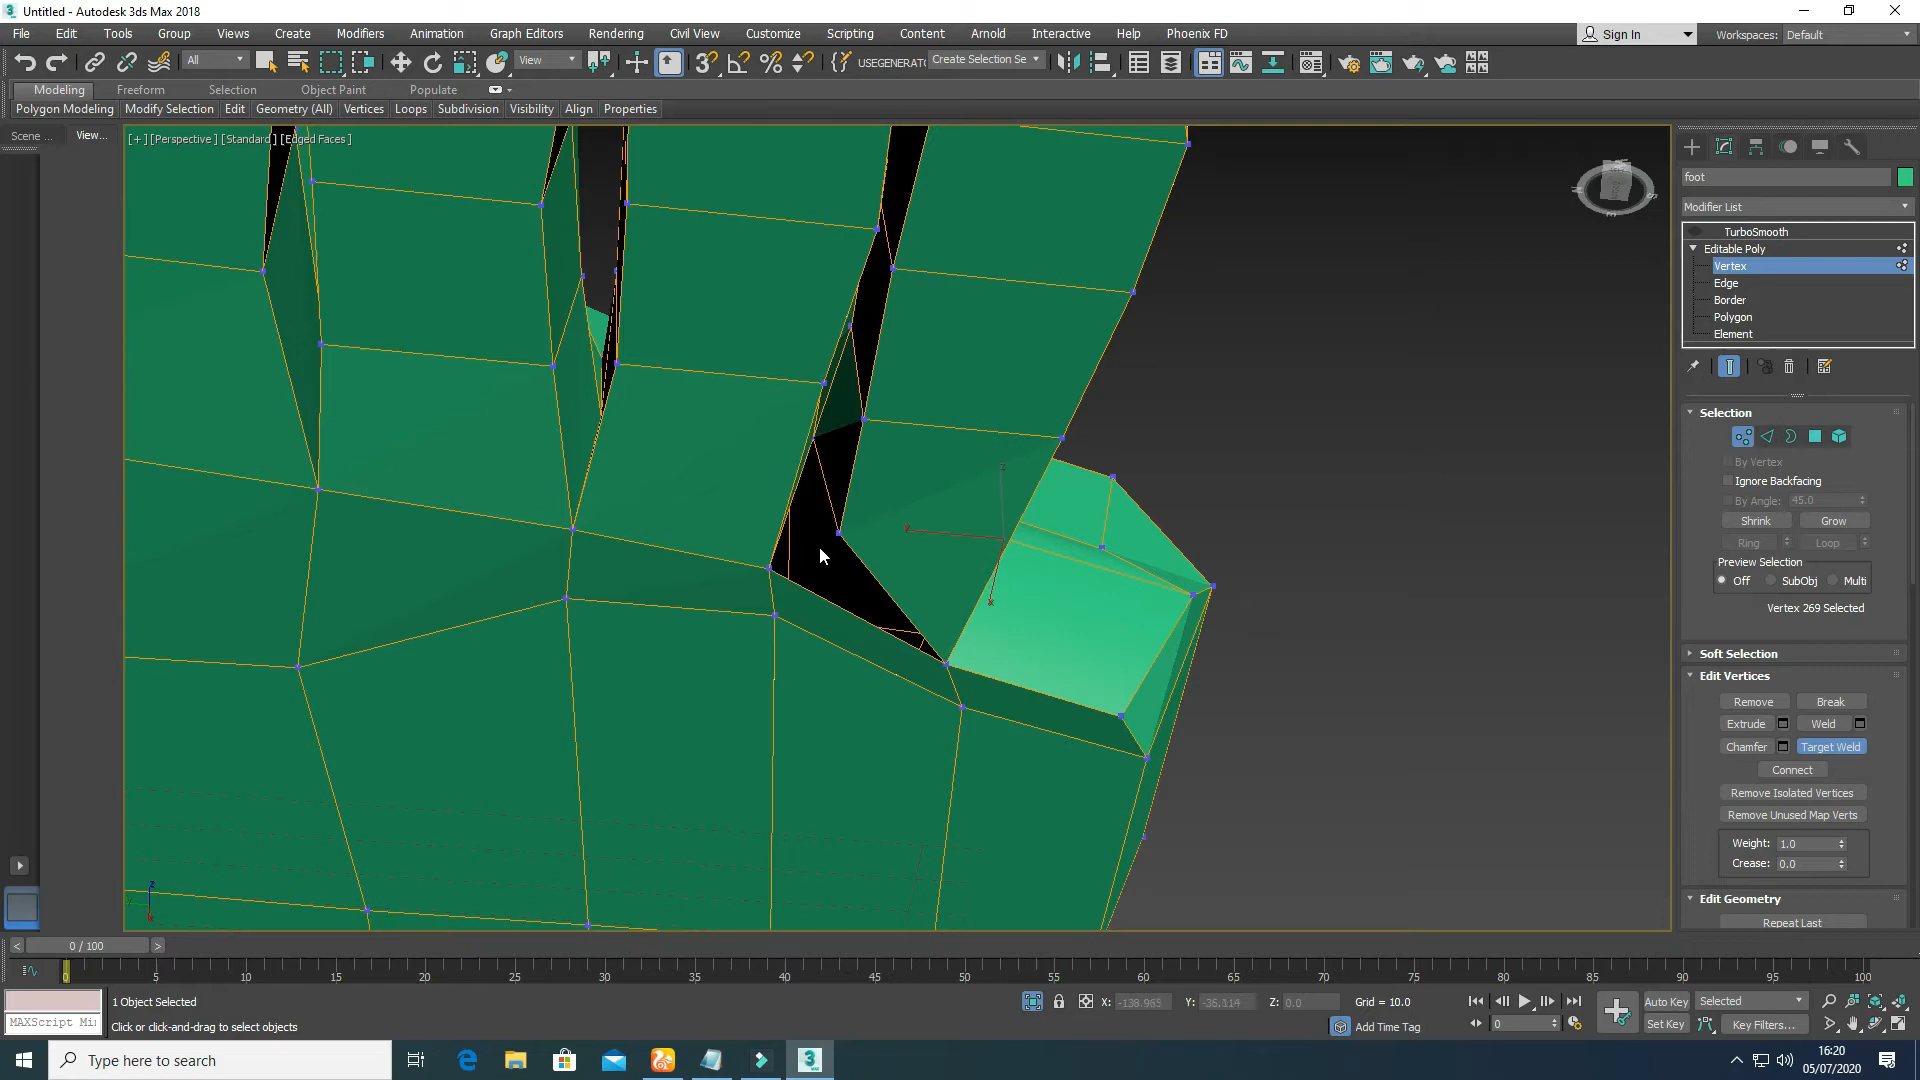 Untitled - Autodesk 3ds Max 2018
File Edit Tools Group Views Create Modifiers Animation Graph Editors Rendering Civil View Customize Scripting Content Arnold Interactive Help Phoenix FD
Sign In Workspaces: Default
All View USEGENERATO Create Selection Se
Modeling Freeform Selection Object Paint Populate
Polygon Modeling Modify Selection Edit Geometry (All) Vertices Loops Subdivision Visibility Align Properties
Scene ... View...
[+] [Perspective] [Standard] [Edged Faces]
foot
Modifier List
TurboSmooth
Editable Poly
Vertex
Edge
Border
Polygon
Element
Selection
By Vertex
Ignore Backfacing
By Angle: 45.0
Shrink Grow
Ring Loop
Preview Selection
Off SubObj Multi
Vertex 269 Selected
Soft Selection
Edit Vertices
Remove Break
Extrude Weld
Chamfer Target Weld
Connect
Remove Isolated Vertices
Remove Unused Map Verts
Weight: 1.0
Crease: 0.0
Edit Geometry
Repeat Last
< 0 / 100 >
0 5 10 15 20 25 30 35 40 45 50 55 60 65 70 75 80 85 90 95 100
1 Object Selected
X: -138.965 Y: -36.114 Z: 0.0 Grid = 10.0
Auto Key Selected
MAXScript Mi
Click or click-and-drag to select objects
Add Time Tag
0
Set Key Key Filters...
Type here to search
16:20
05/07/2020